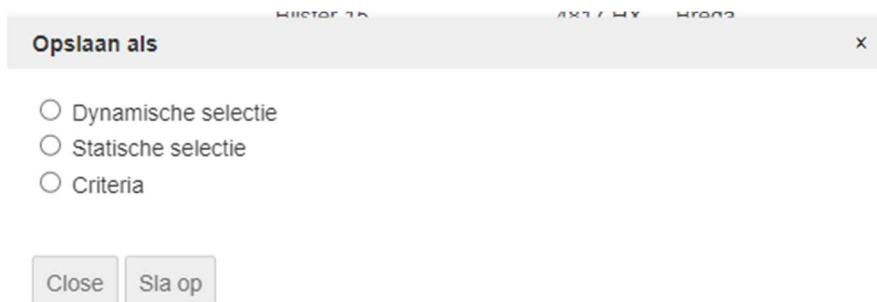 Opslaan als x
Dynamische selectie
Statische selectie
Criteria
Close Sla op